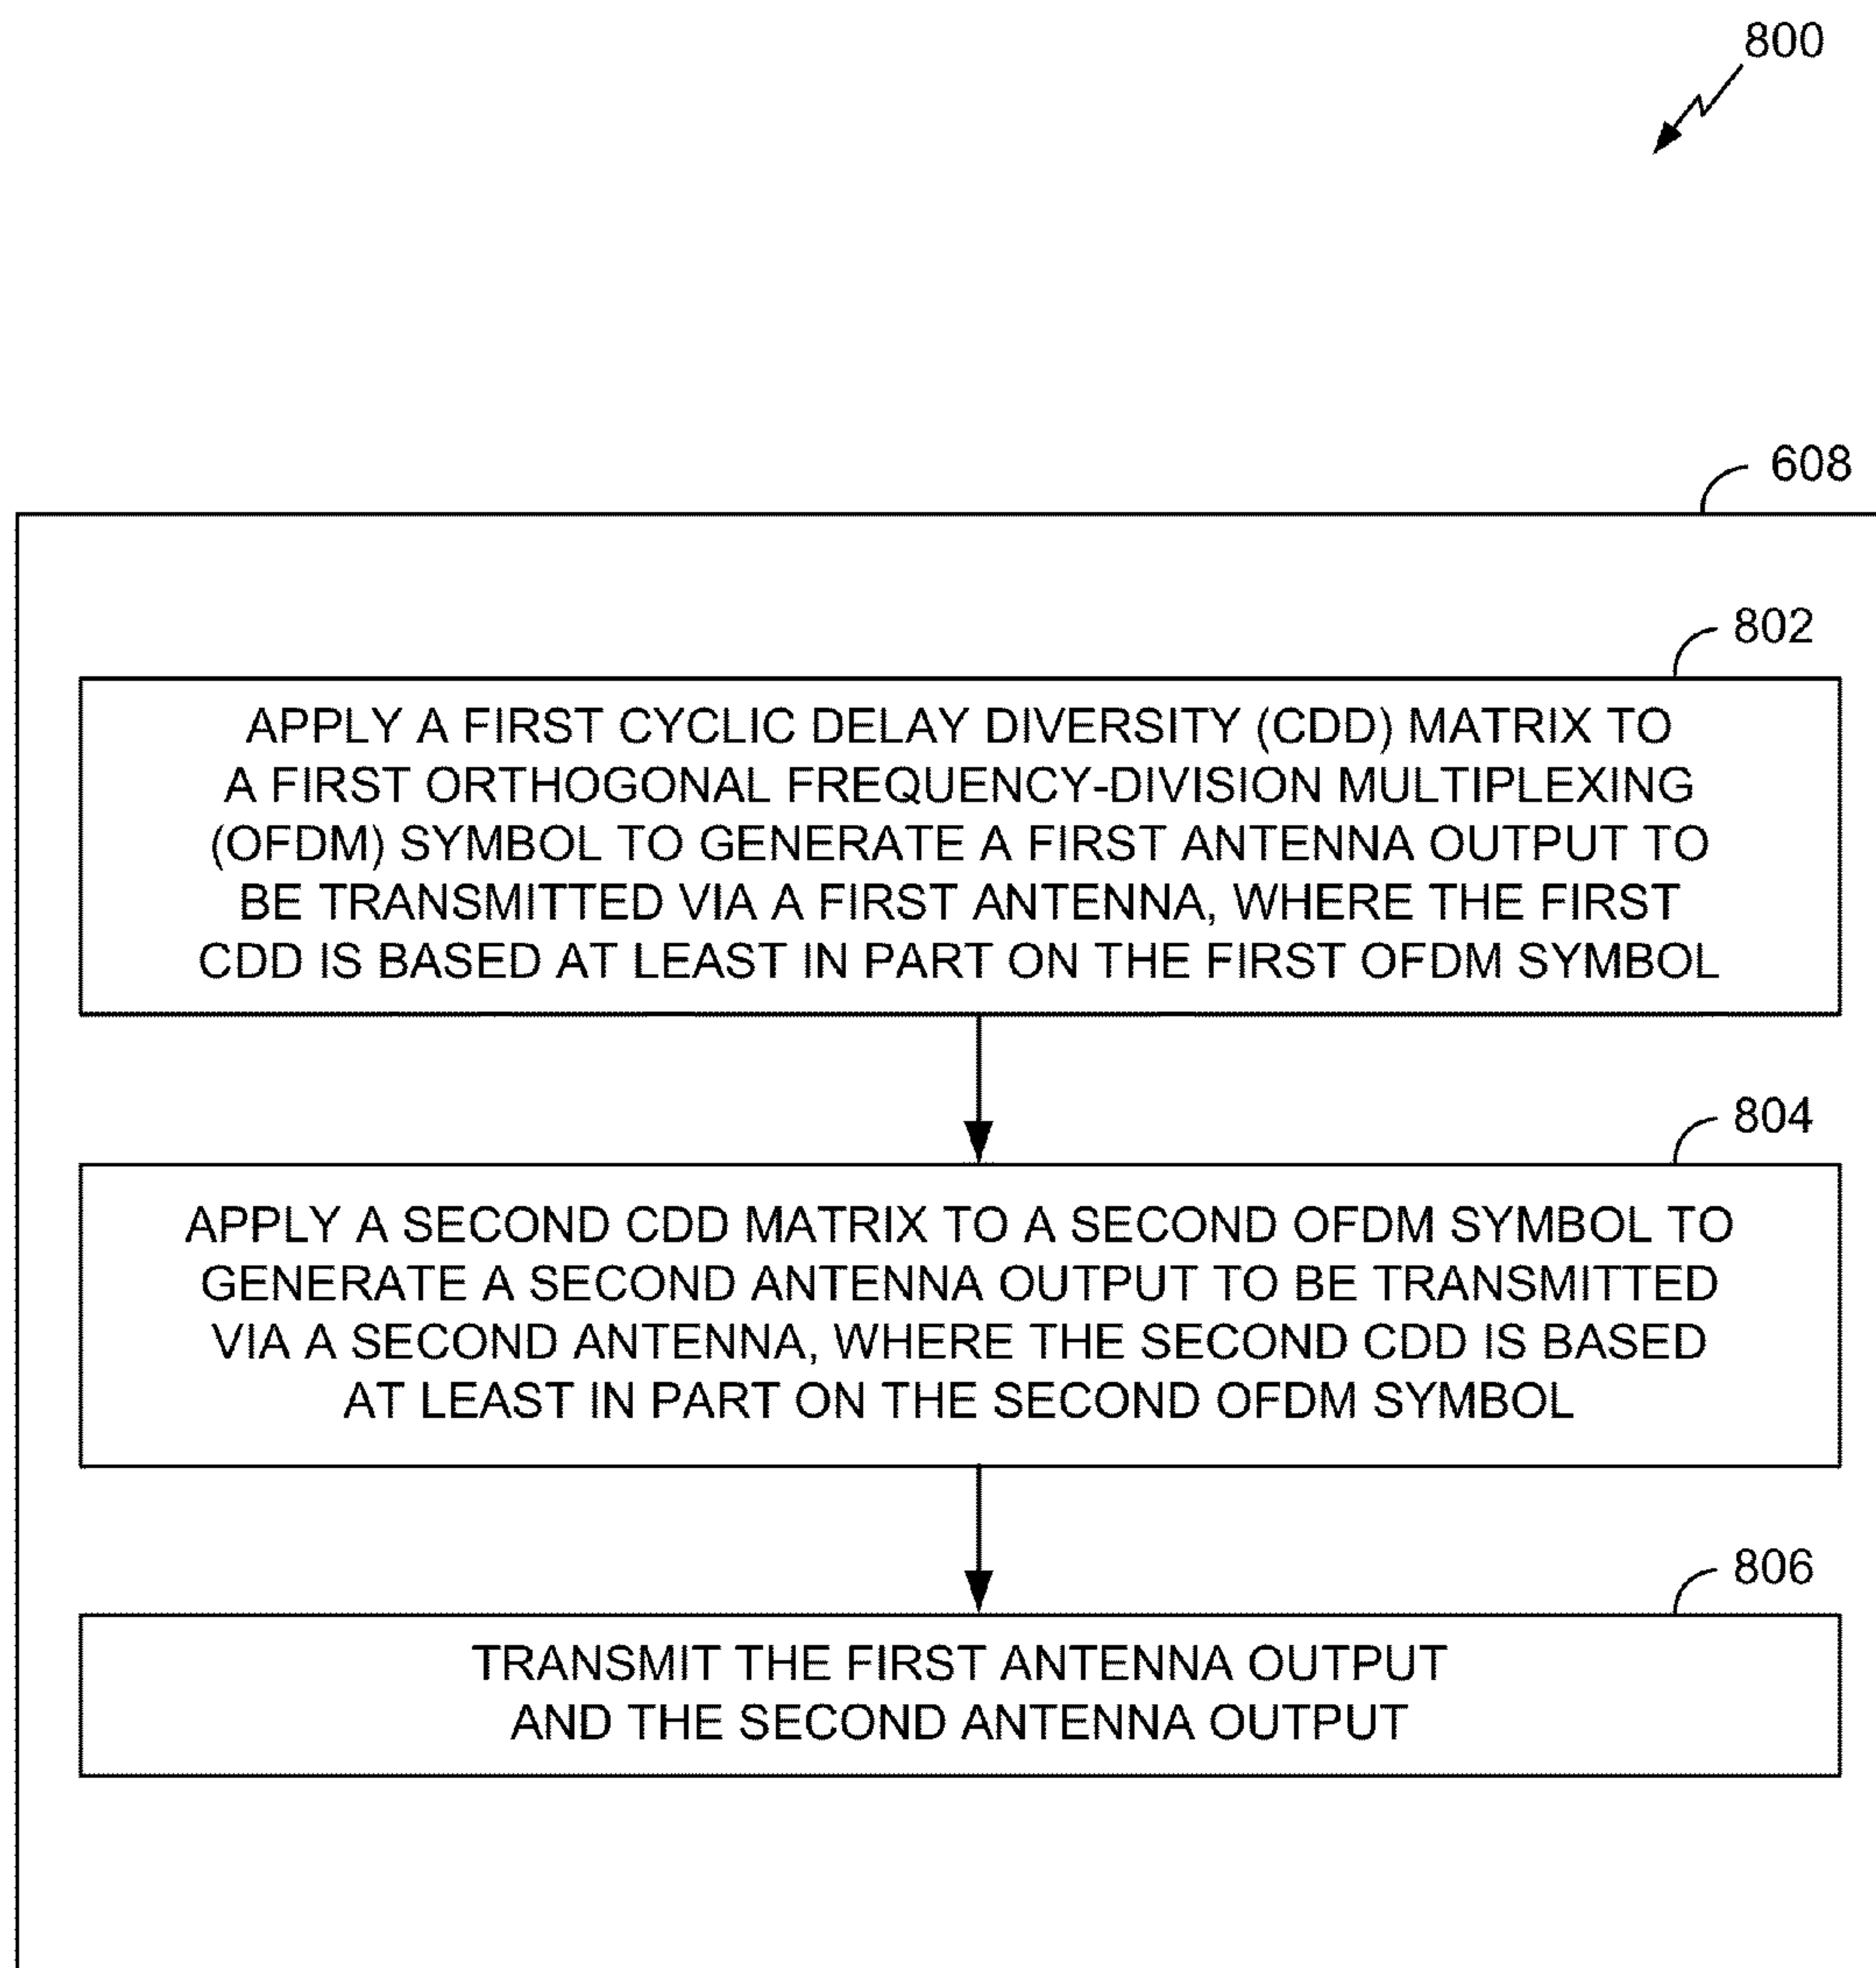 800
608
802
APPLY A FIRST CYCLIC DELAY DIVERSITY (CDD) MATRIX TO
A FIRST ORTHOGONAL FREQUENCY-DIVISION MULTIPLEXING
(OFDM) SYMBOL TO GENERATE A FIRST ANTENNA OUTPUT TO
BE TRANSMITTED VIA A FIRST ANTENNA, WHERE THE FIRST
CDD IS BASED AT LEAST IN PART ON THE FIRST OFDM SYMBOL
804
APPLY A SECOND CDD MATRIX TO A SECOND OFDM SYMBOL TO
GENERATE A SECOND ANTENNA OUTPUT TO BE TRANSMITTED
VIA A SECOND ANTENNA, WHERE THE SECOND CDD IS BASED
AT LEAST IN PART ON THE SECOND OFDM SYMBOL
806
TRANSMIT THE FIRST ANTENNA OUTPUT
AND THE SECOND ANTENNA OUTPUT